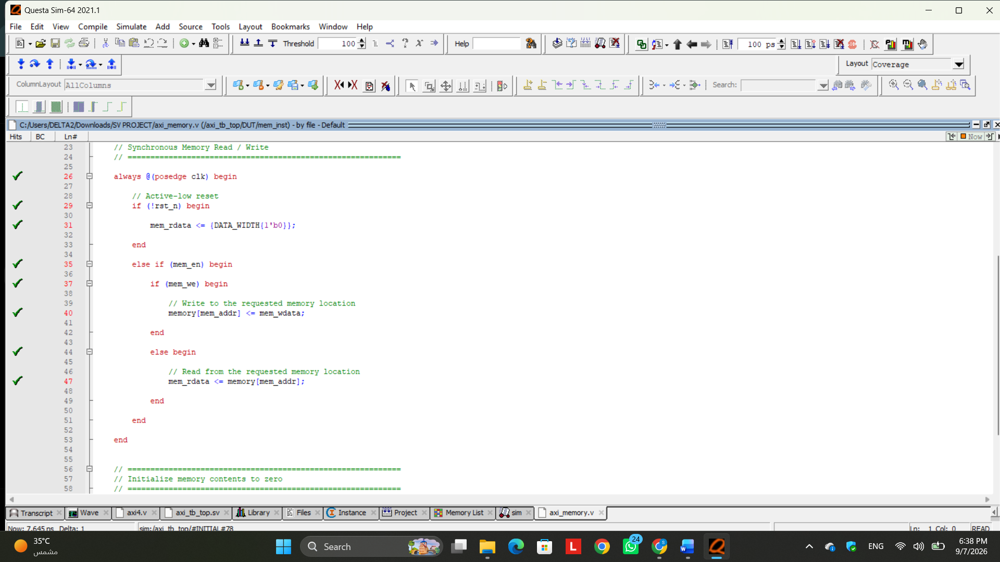 Questa Sim-64 2021.1
File Edit View Compile Simulate Add Source Tools Layout Bookmarks Window Help
Threshold 100 Help 100 ps
Layout Coverage
ColumnLayout AllColumns Search:
C:/Users/DELTA2/Downloads/SV PROJECT/axi_memory.v (/axi_tb_top/DUT/mem_inst) - by file - Default
Hits BC Ln# Now
23 // Synchronous Memory Read / Write
24 // ============================================================
25
26 always @(posedge clk) begin
27
28 // Active-low reset
29 if (!rst_n) begin
30
31 mem_rdata <= {DATA_WIDTH{1'b0}};
32
33 end
34
35 else if (mem_en) begin
36
37 if (mem_we) begin
38
39 // Write to the requested memory location
40 memory[mem_addr] <= mem_wdata;
41
42 end
43
44 else begin
45
46 // Read from the requested memory location
47 mem_rdata <= memory[mem_addr];
48
49 end
50
51 end
52
53 end
54
55
56 // ============================================================
57 // Initialize memory contents to zero
58 // ============================================================
Transcript Wave axi4.v axi_tb_top.sv Library Files Instance Project Memory List sim axi_memory.v
Now: 7,645 ns Delta: 1 sim:/axi_tb_top/#INITIAL#78 Ln: 1 Col: 0 READ
35°C
مشمس
Search
L
24
ENG
6:38 PM
9/7/2026